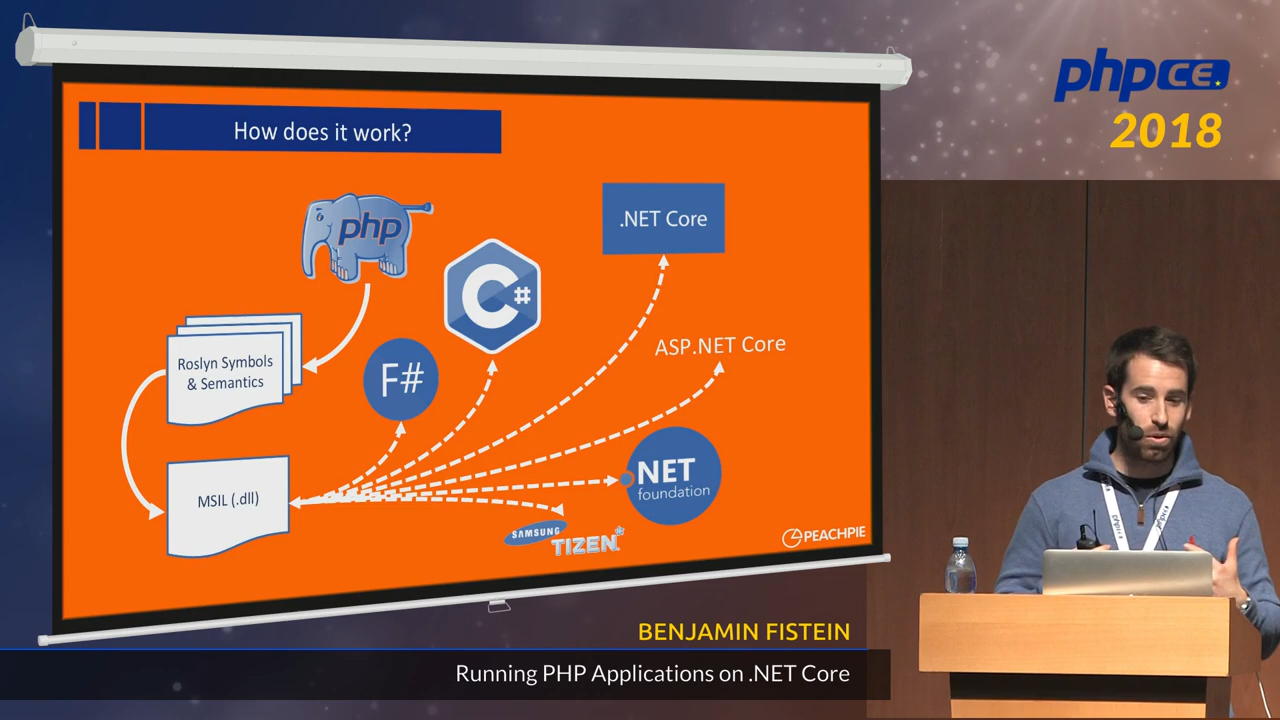 phpCE.
2018
How does it work?
php
.NET Core
C#
ASP.NET Core
Roslyn Symbols
& Semantics
F#
MSIL (.dll)
.NET
foundation
SAMSUNG
TIZEN
PEACHPIE
phpce
BENJAMIN FISTEIN
Running PHP Applications on .NET Core